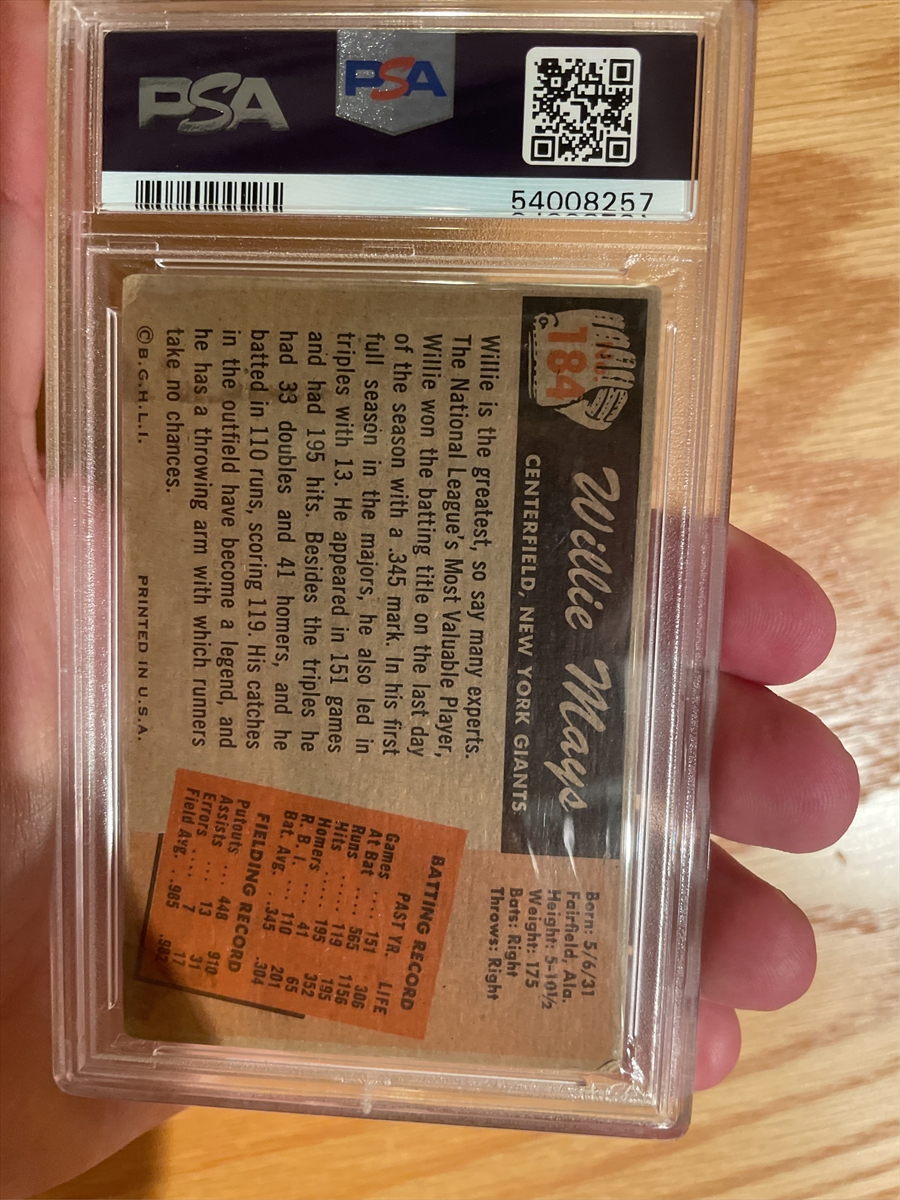 PSA
PSA
54008257
184
Willie Mays
CENTERFIELD, NEW YORK GIANTS
Born: 5/6/31
Fairfield, Ala.
Height: 5-10½
Weight: 175
Bats: Right
Throws: Right
Willie is the greatest, so say many experts.
The National League's Most Valuable Player,
Willie won the batting title on the last day
of the season with a .345 mark. In his first
full season in the majors, he also led in
triples with 13. He appeared in 151 games
and had 195 hits. Besides the triples he
had 33 doubles and 41 homers, and he
batted in 110 runs, scoring 119. His catches
in the outfield have become a legend, and
he has a throwing arm with which runners
take no chances.
BATTING RECORD
PAST YR. LIFE
Games .... 151 306
At Bat .... 565 1156
Runs ..... 119 195
Hits ..... 195 352
Homers .... 41 65
R. B. I. .... 110 201
Bat. Avg. ... .345 .304
FIELDING RECORD
Putouts ... 448 910
Assists .... 13 31
Errors ..... 7 17
Field Avg. .. .985 .982
© B.G.H.L.I.
PRINTED IN U.S.A.